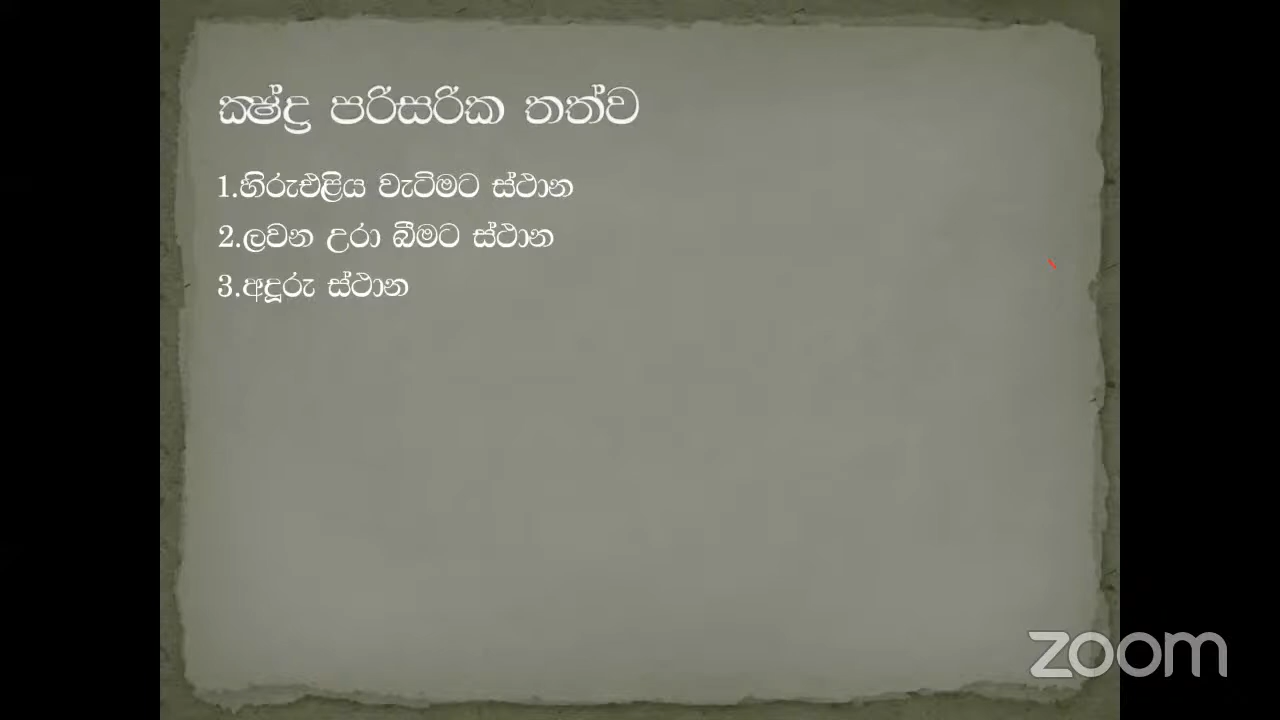 ක්‍ෂ්ද්‍ර පරිසරික තත්ව
1.හිරුඑළිය වැටිමට ස්ථාන
2.ලවන උරා බීමට ස්ථාන
3.අඳූරු ස්ථාන
zoom